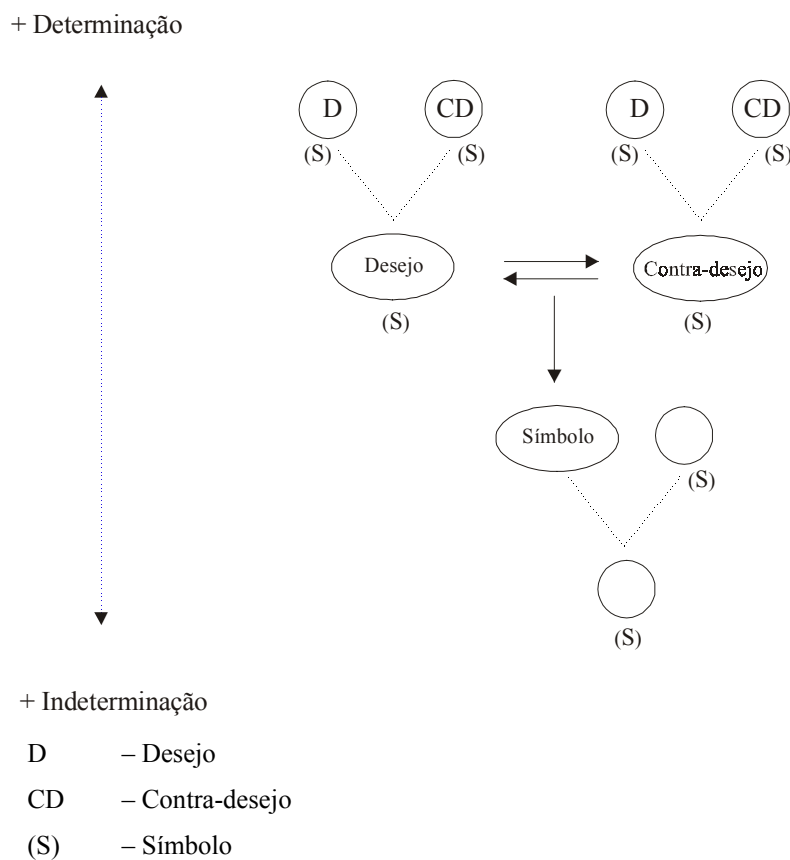 + Determinação
D CD D CD
(S) (S) (S) (S)
Desejo Contra-desejo
(S) (S)
Símbolo
(S)
(S)
+ Indeterminação
D – Desejo
CD – Contra-desejo
(S) – Símbolo